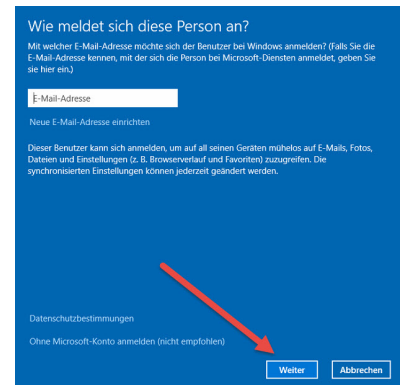 Wie meldet sich diese Person an?
Mit welcher E-Mail-Adresse möchte sich der Benutzer bei Windows anmelden? (Falls Sie die
E-Mail-Adresse kennen, mit der sich die Person bei Microsoft-Diensten anmeldet, geben Sie
sie hier ein.)
E-Mail-Adresse
Neue E-Mail-Adresse einrichten
Dieser Benutzer kann sich anmelden, um auf all seinen Geräten mühelos auf E-Mails, Fotos,
Dateien und Einstellungen (z. B. Browserverlauf und Favoriten) zuzugreifen. Die
synchronisierten Einstellungen können jederzeit geändert werden.
Datenschutzbestimmungen
Ohne Microsoft-Konto anmelden (nicht empfohlen)
Weiter Abbrechen